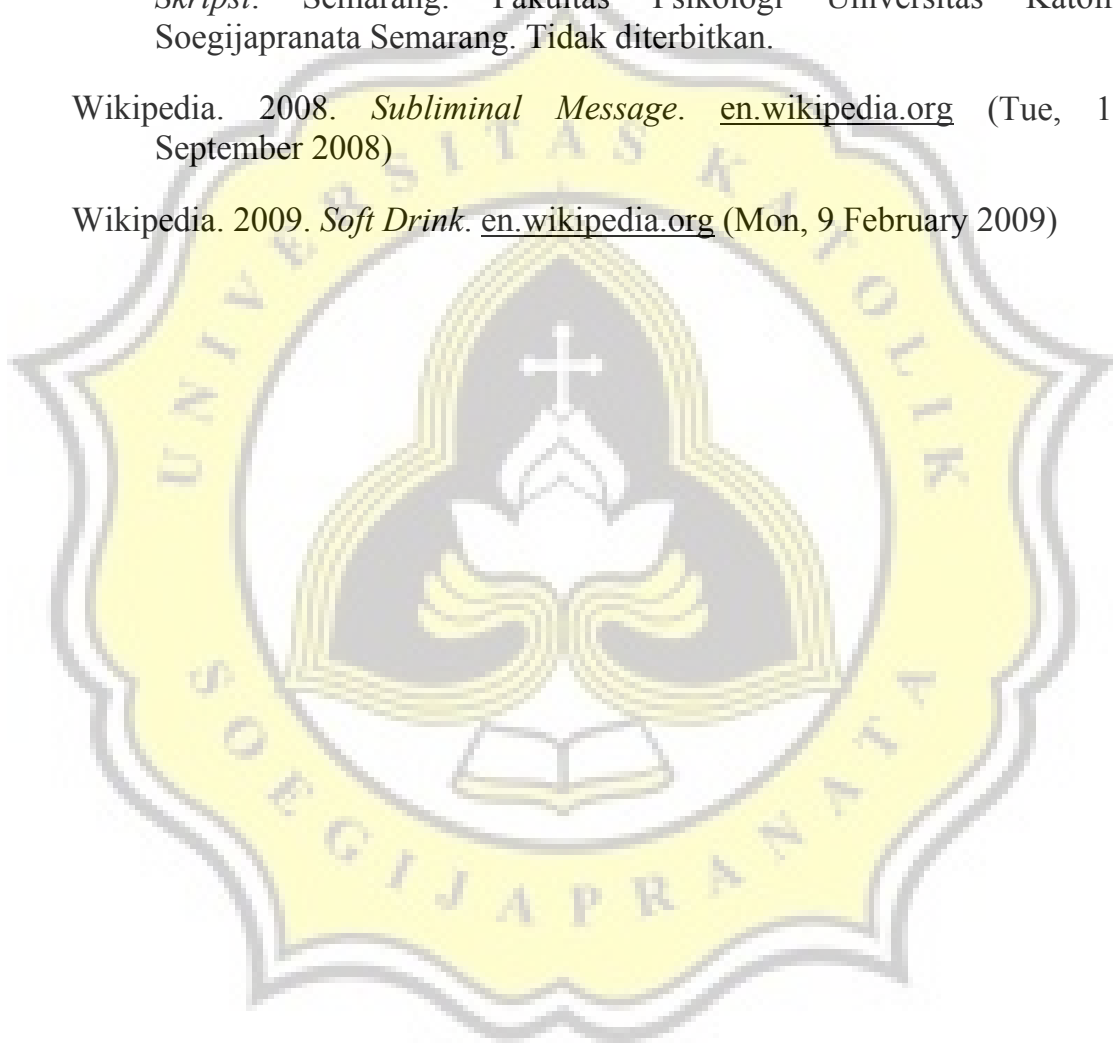 Skripsi. Semarang. Fakultas Psikologi Universitas Katoli
Soegijapranata Semarang. Tidak diterbitkan.
Wikipedia. 2008. Subliminal Message. en.wikipedia.org (Tue, 1
September 2008)
Wikipedia. 2009. Soft Drink. en.wikipedia.org (Mon, 9 February 2009)
UNIVERSITAS KATOLIK
SOEGIJAPRANATA